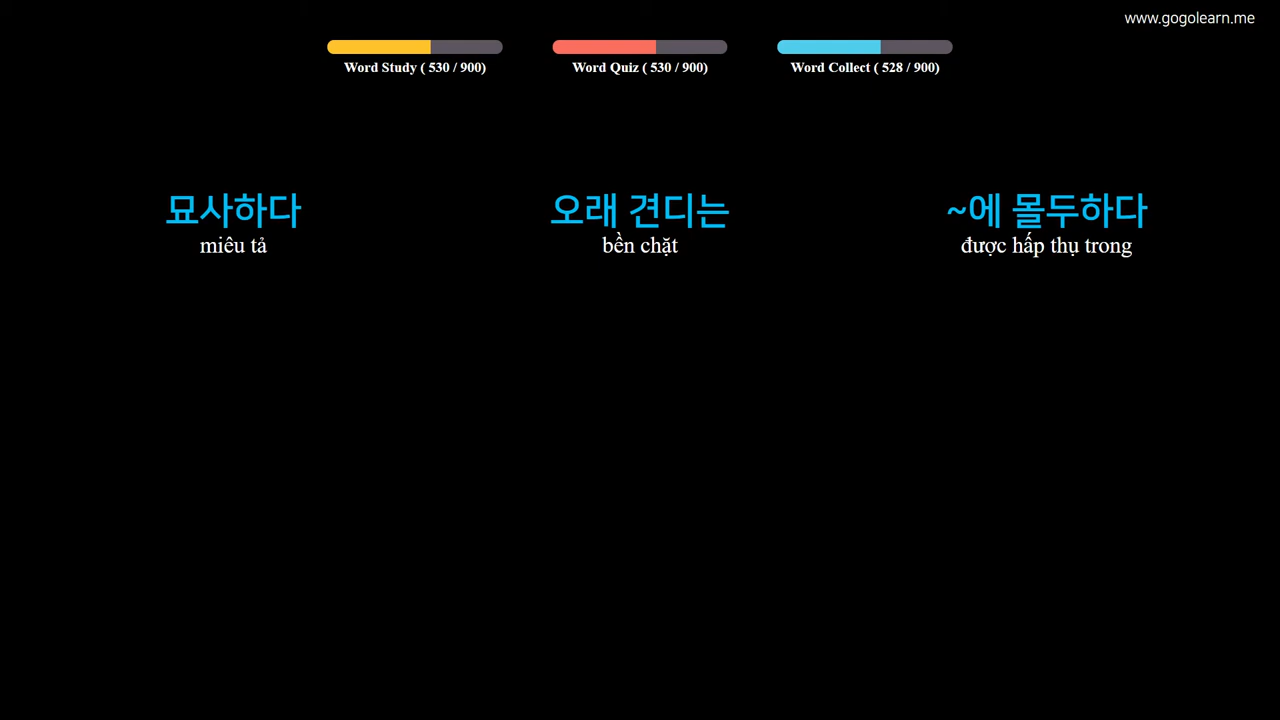 www.gogolearn.me
Word Study ( 530 / 900)
Word Quiz ( 530 / 900)
Word Collect ( 528 / 900)
묘사하다
miêu tả
오래 견디는
bền chặt
~에 몰두하다
được hấp thụ trong